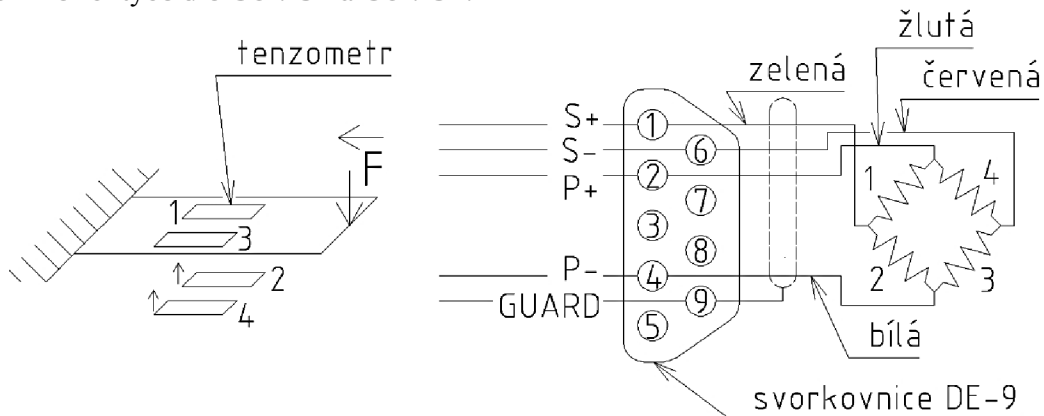 tenzometr
F
1
3
2
4
žlutá
zelená
červená
S+
S-
P+
P-
GUARD
1
6
2
7
3
8
4
9
5
1
4
2
3
bílá
svorkovnice DE-9